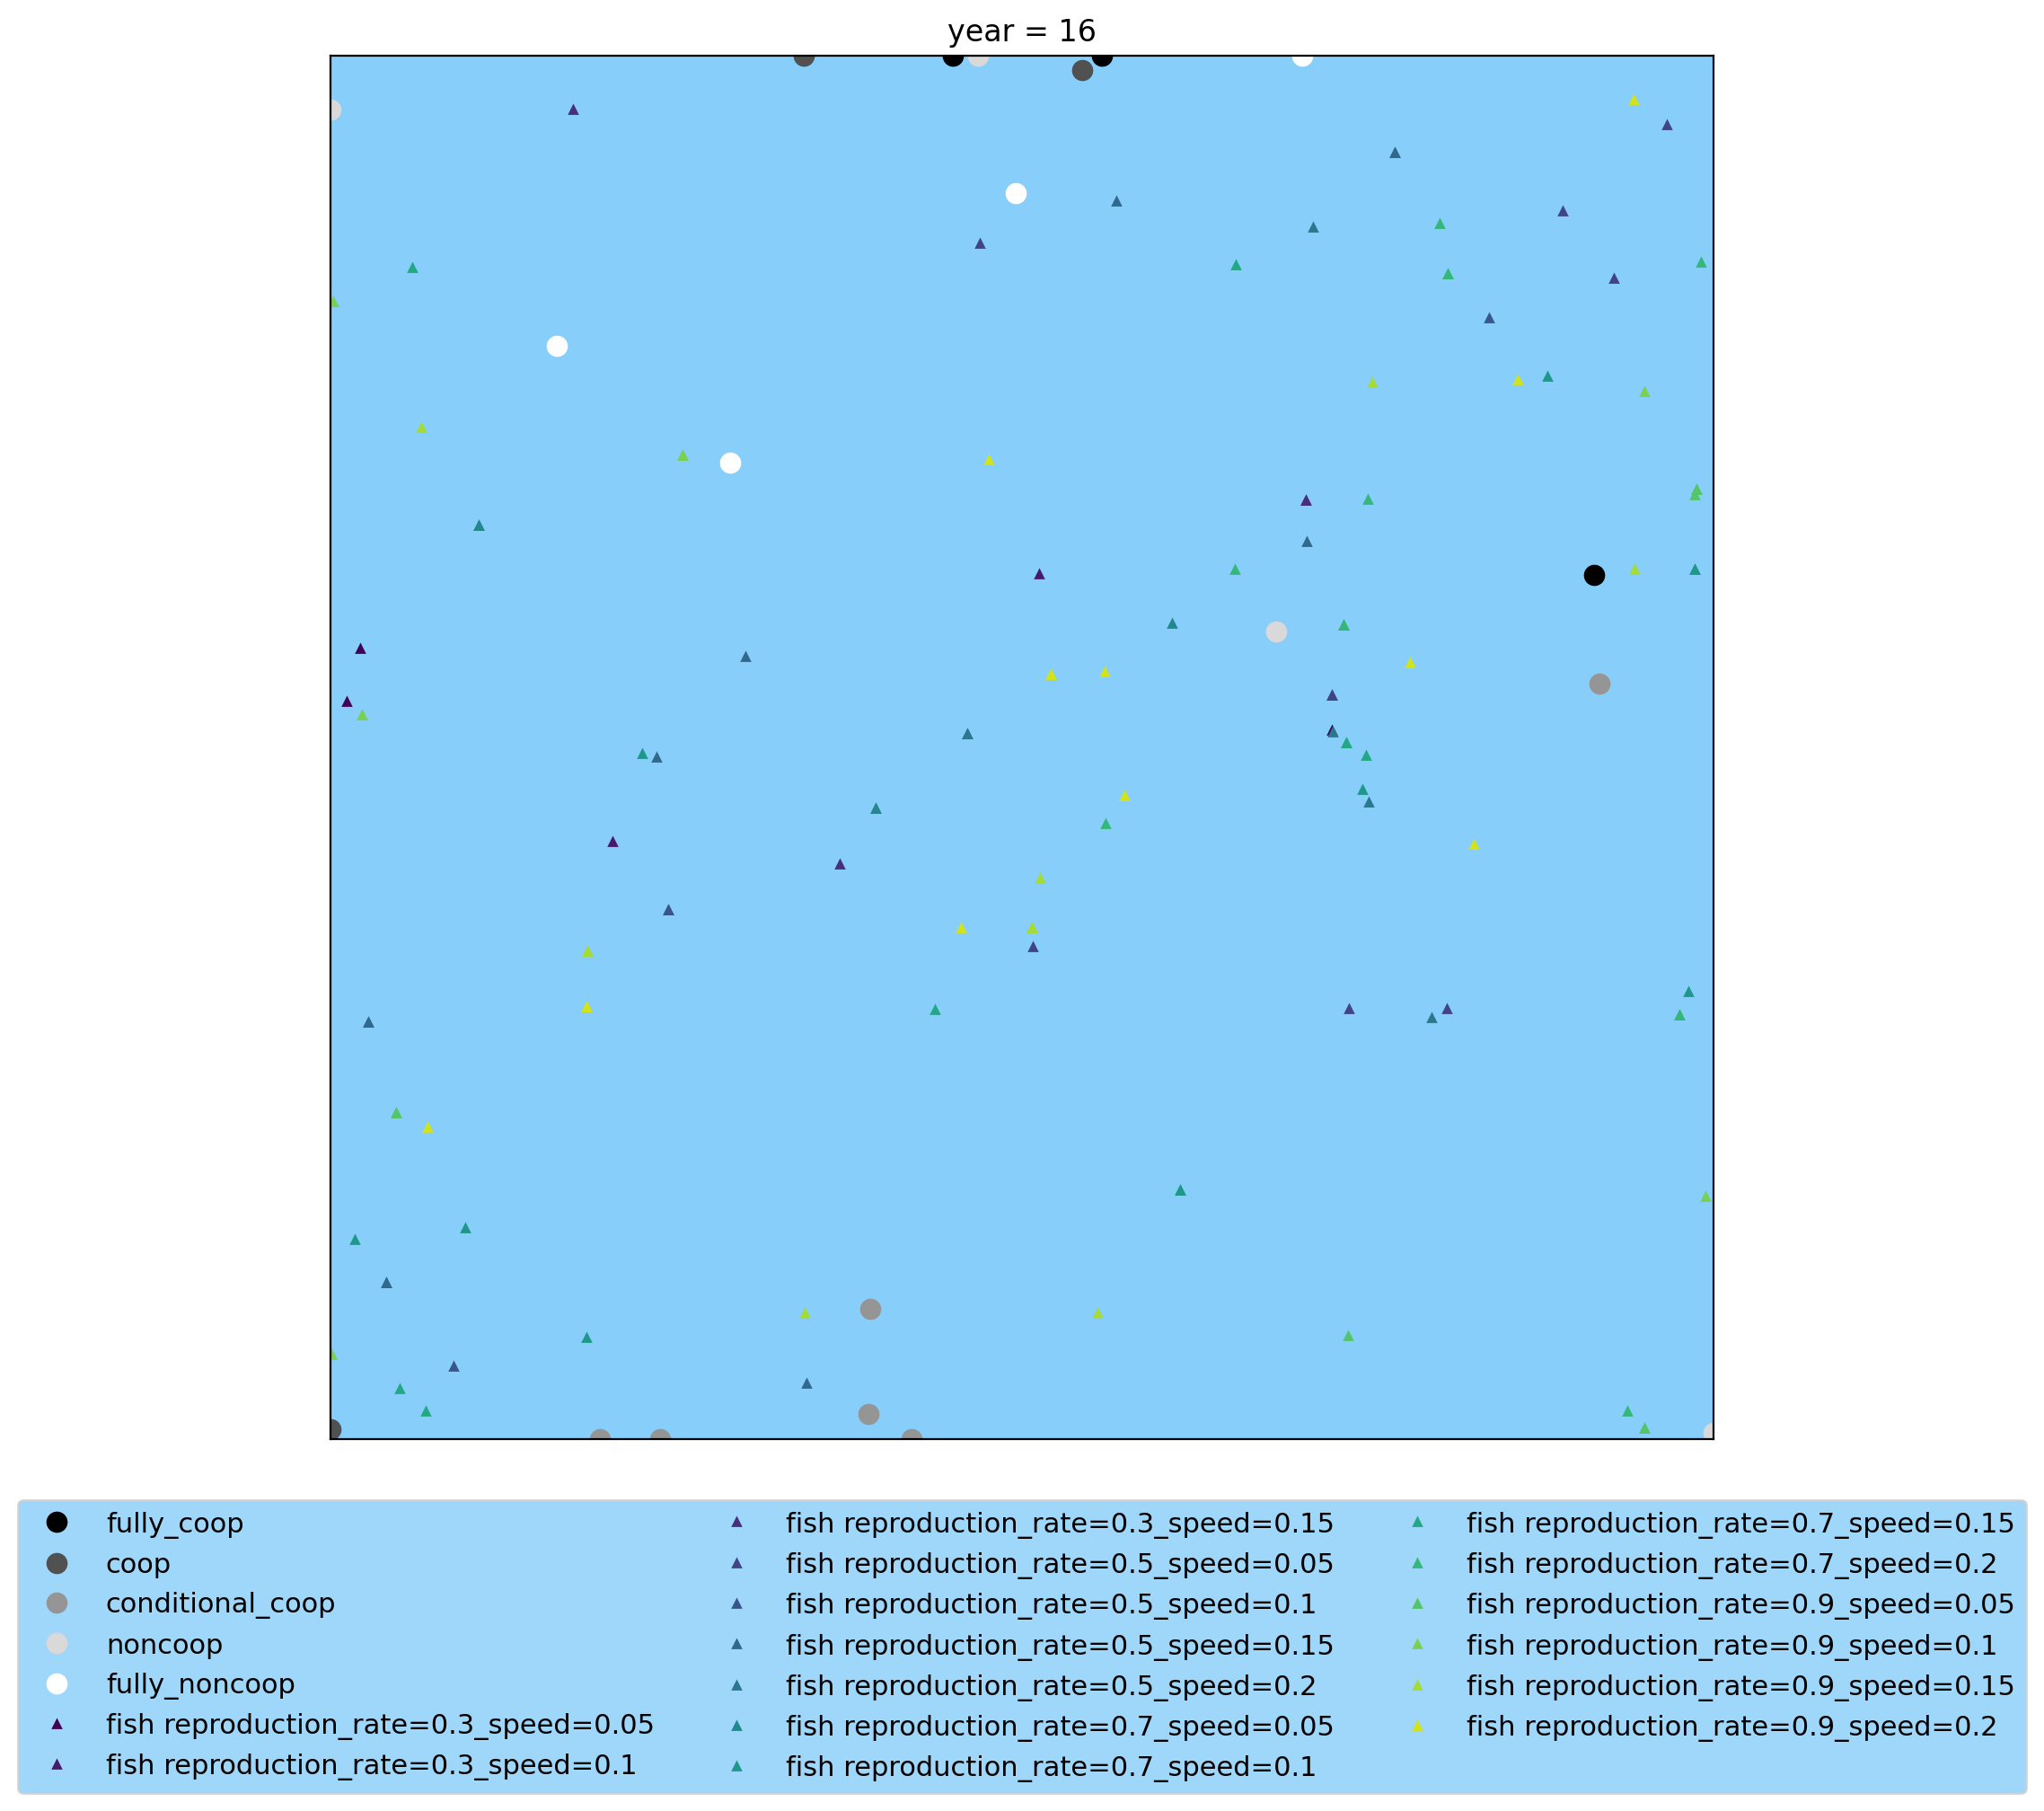 year = 16
fully_coop
coop
conditional_coop
noncoop
fully_noncoop
fish reproduction_rate=0.3_speed=0.05
fish reproduction_rate=0.3_speed=0.1
fish reproduction_rate=0.3_speed=0.15
fish reproduction_rate=0.5_speed=0.05
fish reproduction_rate=0.5_speed=0.1
fish reproduction_rate=0.5_speed=0.15
fish reproduction_rate=0.5_speed=0.2
fish reproduction_rate=0.7_speed=0.05
fish reproduction_rate=0.7_speed=0.1
fish reproduction_rate=0.7_speed=0.15
fish reproduction_rate=0.7_speed=0.2
fish reproduction_rate=0.9_speed=0.05
fish reproduction_rate=0.9_speed=0.1
fish reproduction_rate=0.9_speed=0.15
fish reproduction_rate=0.9_speed=0.2